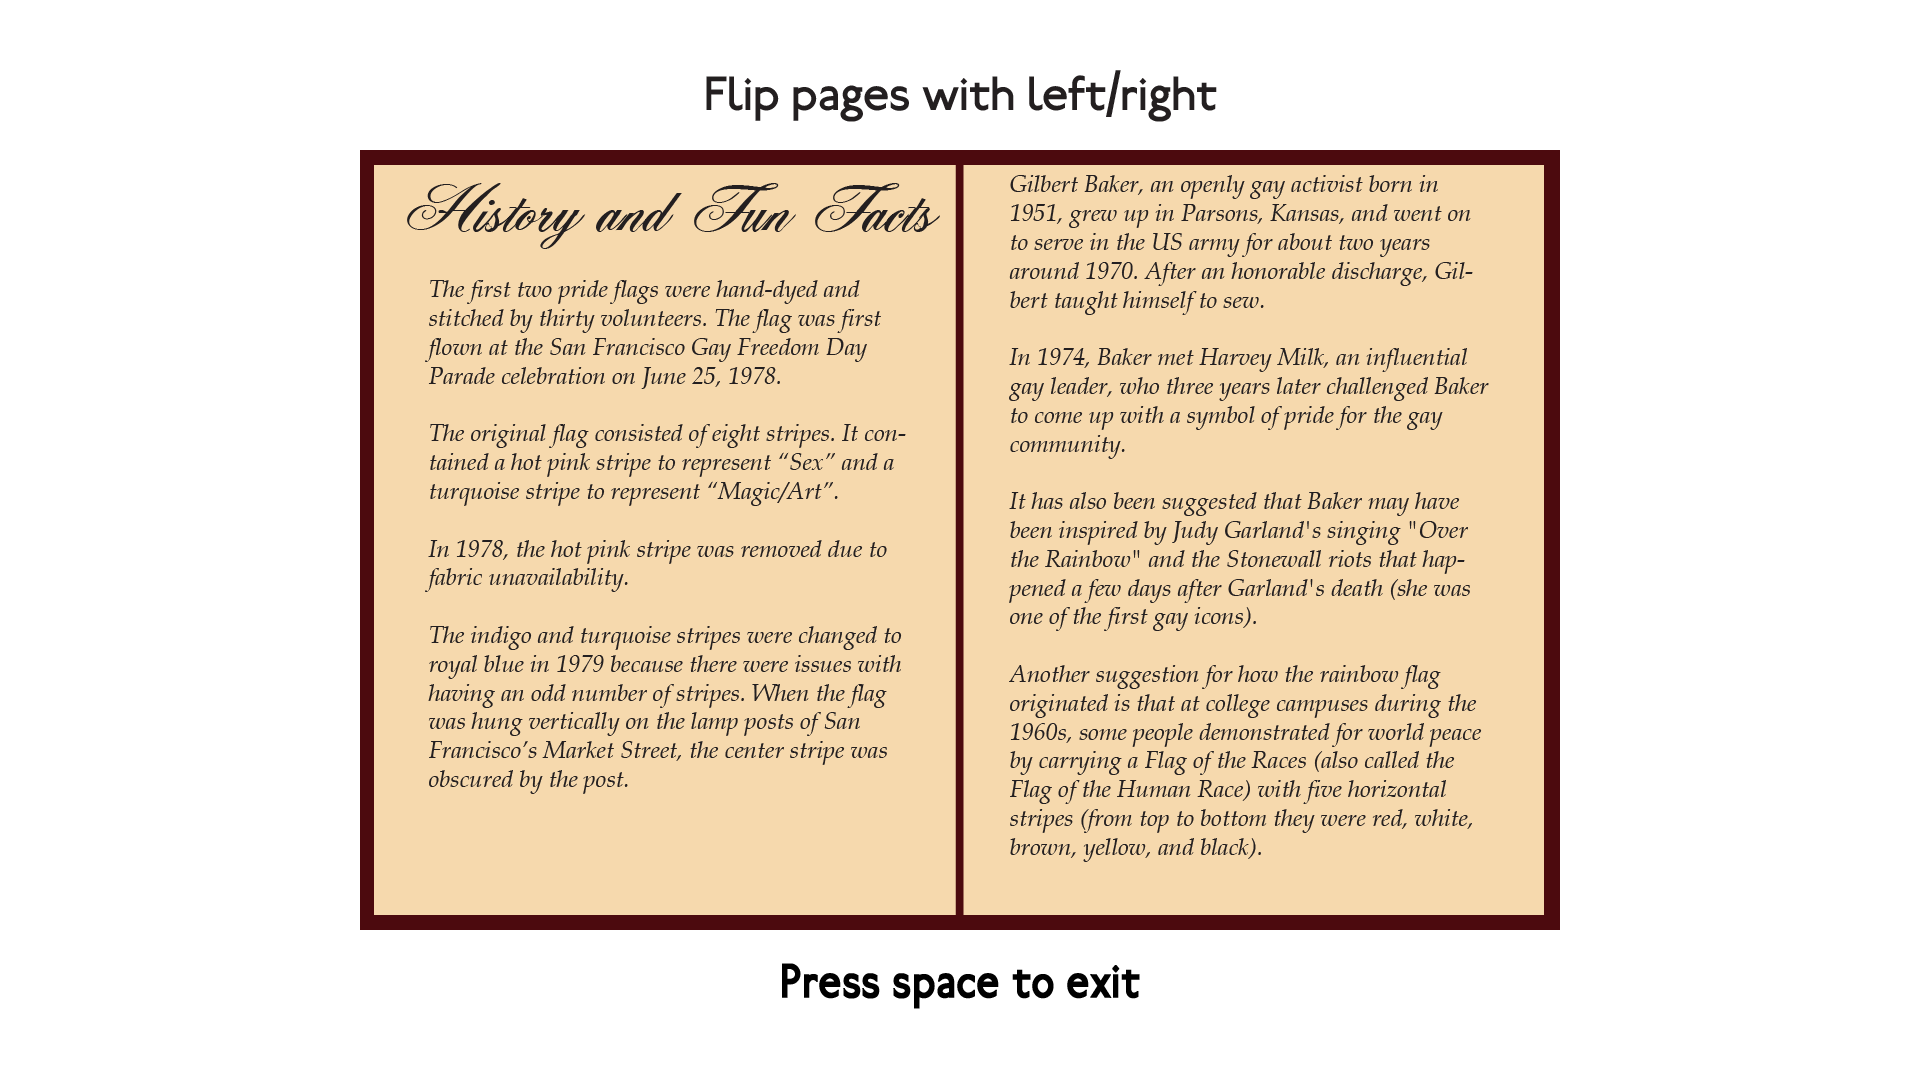 Flip pages with left/right
History and Fun Facts
The first two pride flags were hand-dyed and
stitched by thirty volunteers. The flag was first
flown at the San Francisco Gay Freedom Day
Parade celebration on June 25, 1978.
The original flag consisted of eight stripes. It con-
tained a hot pink stripe to represent “Sex” and a
turquoise stripe to represent “Magic/Art”.
In 1978, the hot pink stripe was removed due to
fabric unavailability.
The indigo and turquoise stripes were changed to
royal blue in 1979 because there were issues with
having an odd number of stripes. When the flag
was hung vertically on the lamp posts of San
Francisco’s Market Street, the center stripe was
obscured by the post.
Gilbert Baker, an openly gay activist born in
1951, grew up in Parsons, Kansas, and went on
to serve in the US army for about two years
around 1970. After an honorable discharge, Gil-
bert taught himself to sew.
In 1974, Baker met Harvey Milk, an influential
gay leader, who three years later challenged Baker
to come up with a symbol of pride for the gay
community.
It has also been suggested that Baker may have
been inspired by Judy Garland's singing "Over
the Rainbow" and the Stonewall riots that hap-
pened a few days after Garland's death (she was
one of the first gay icons).
Another suggestion for how the rainbow flag
originated is that at college campuses during the
1960s, some people demonstrated for world peace
by carrying a Flag of the Races (also called the
Flag of the Human Race) with five horizontal
stripes (from top to bottom they were red, white,
brown, yellow, and black).
Press space to exit